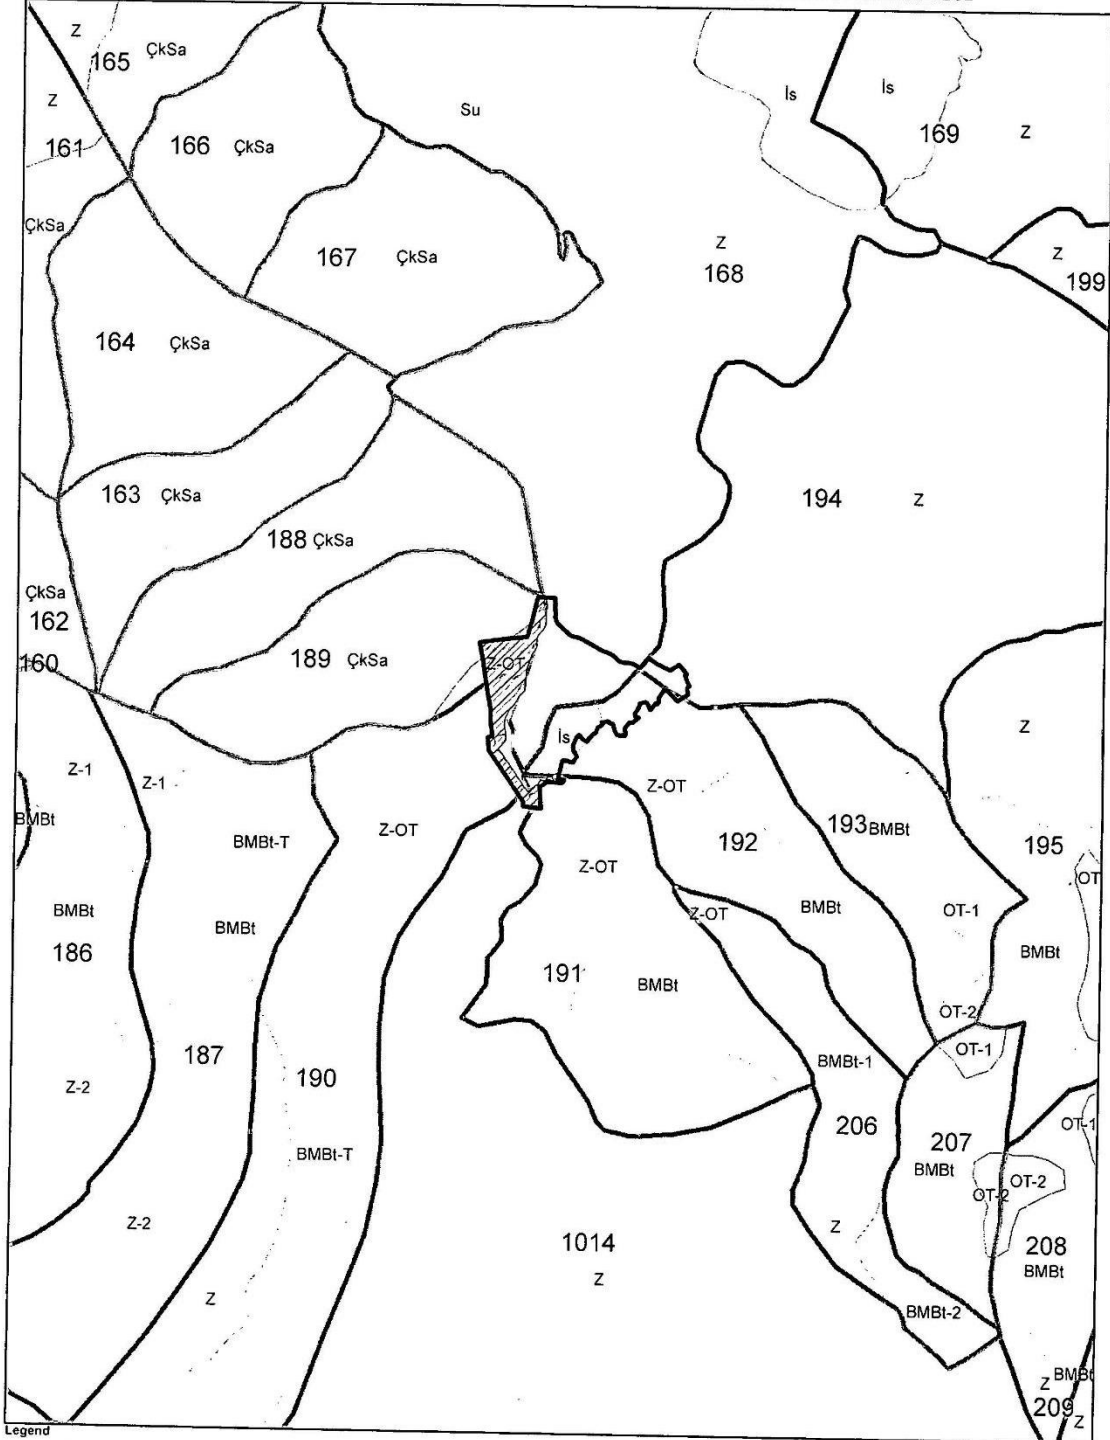 Z
165 ÇkSa
Z
161
166 ÇkSa
Su
İs
İs
169 Z
ÇkSa
167 ÇkSa
Z
168
Z
199
164 ÇkSa
163 ÇkSa
194 Z
188 ÇkSa
ÇkSa
162
160
189 ÇkSa
Z-OT
İs
Z
Z-1
Z-1
BMBt
BMBt-T
Z-OT
Z-OT
192
193 BMBt
195
Z-OT
OT
BMBt
186
BMBt
Z-OT
BMBt
OT-1
BMBt
191
BMBt
OT-2
OT-1
187
190
Z-2
BMBt-1
206
207
BMBt
OT-1
BMBt-T
OT-2
OT-2
Z-2
Z
1014
Z
208
BMBt
Z
BMBt-2
BMBt
Z
209
Z
Legend